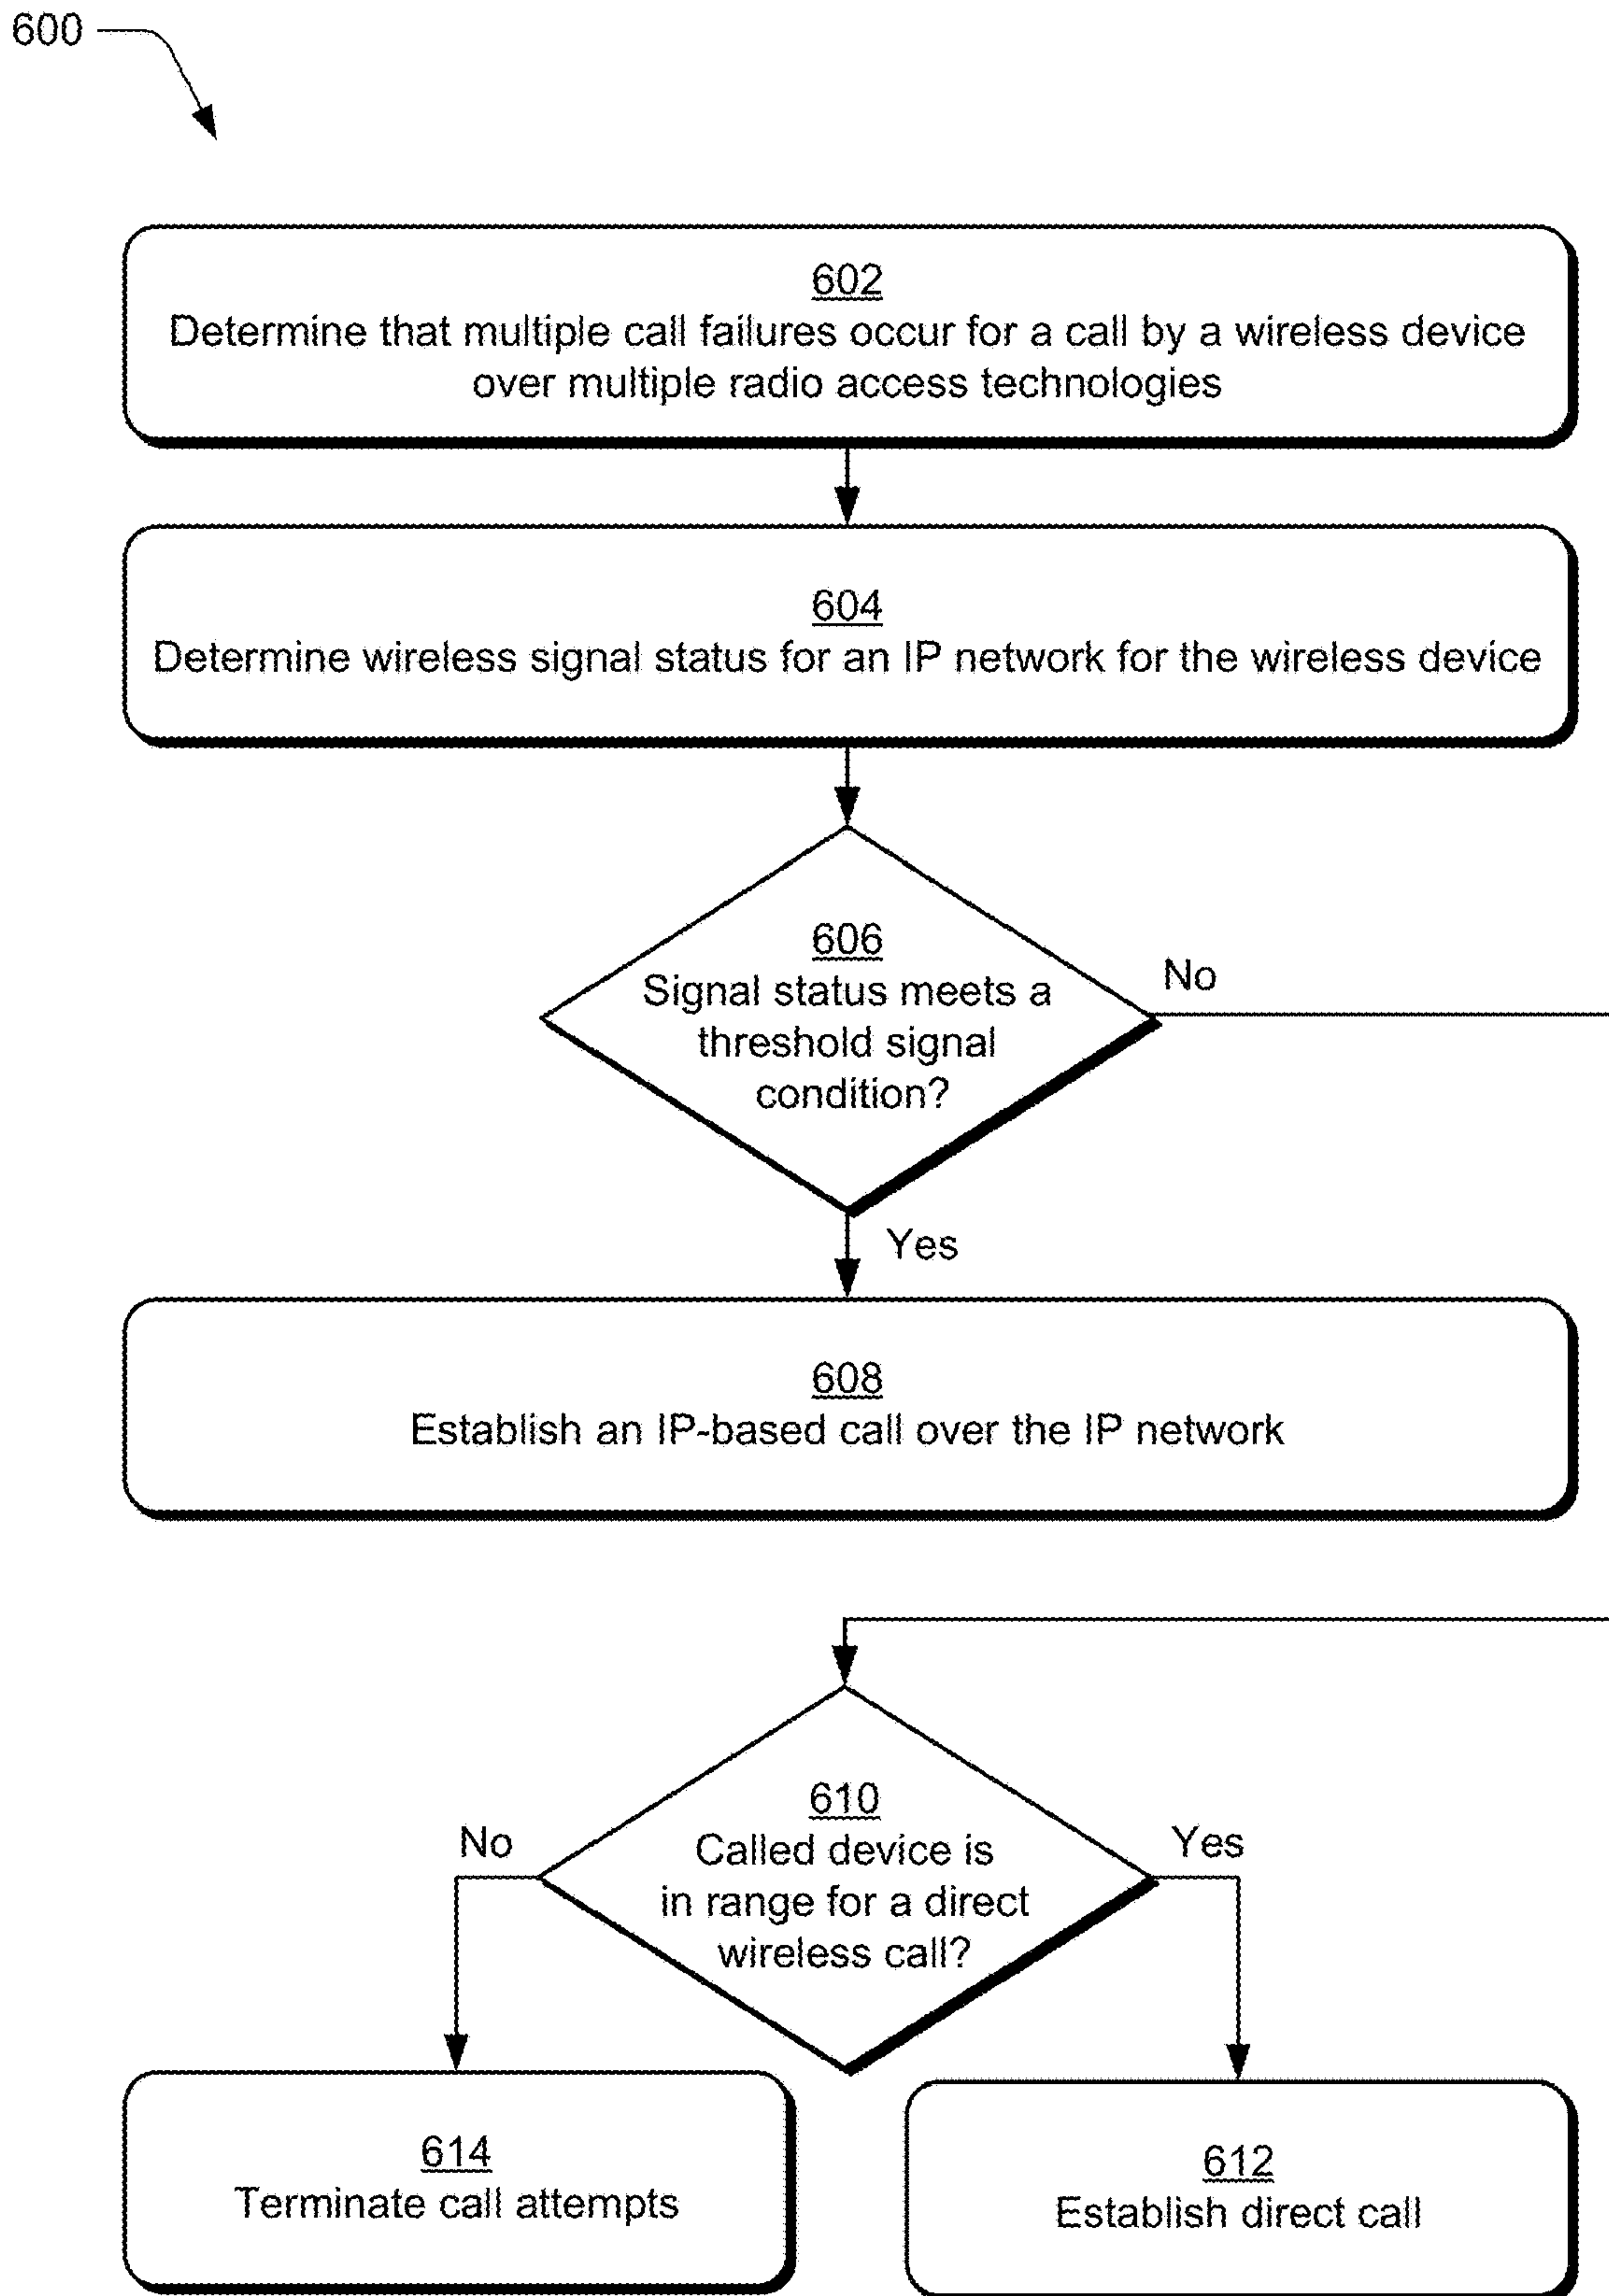 600
602
Determine that multiple call failures occur for a call by a wireless device
over multiple radio access technologies
604
Determine wireless signal status for an IP network for the wireless device
606
Signal status meets a
threshold signal
condition?
No
Yes
608
Establish an IP-based call over the IP network
610
Called device is
in range for a direct
wireless call?
No
Yes
614
Terminate call attempts
612
Establish direct call